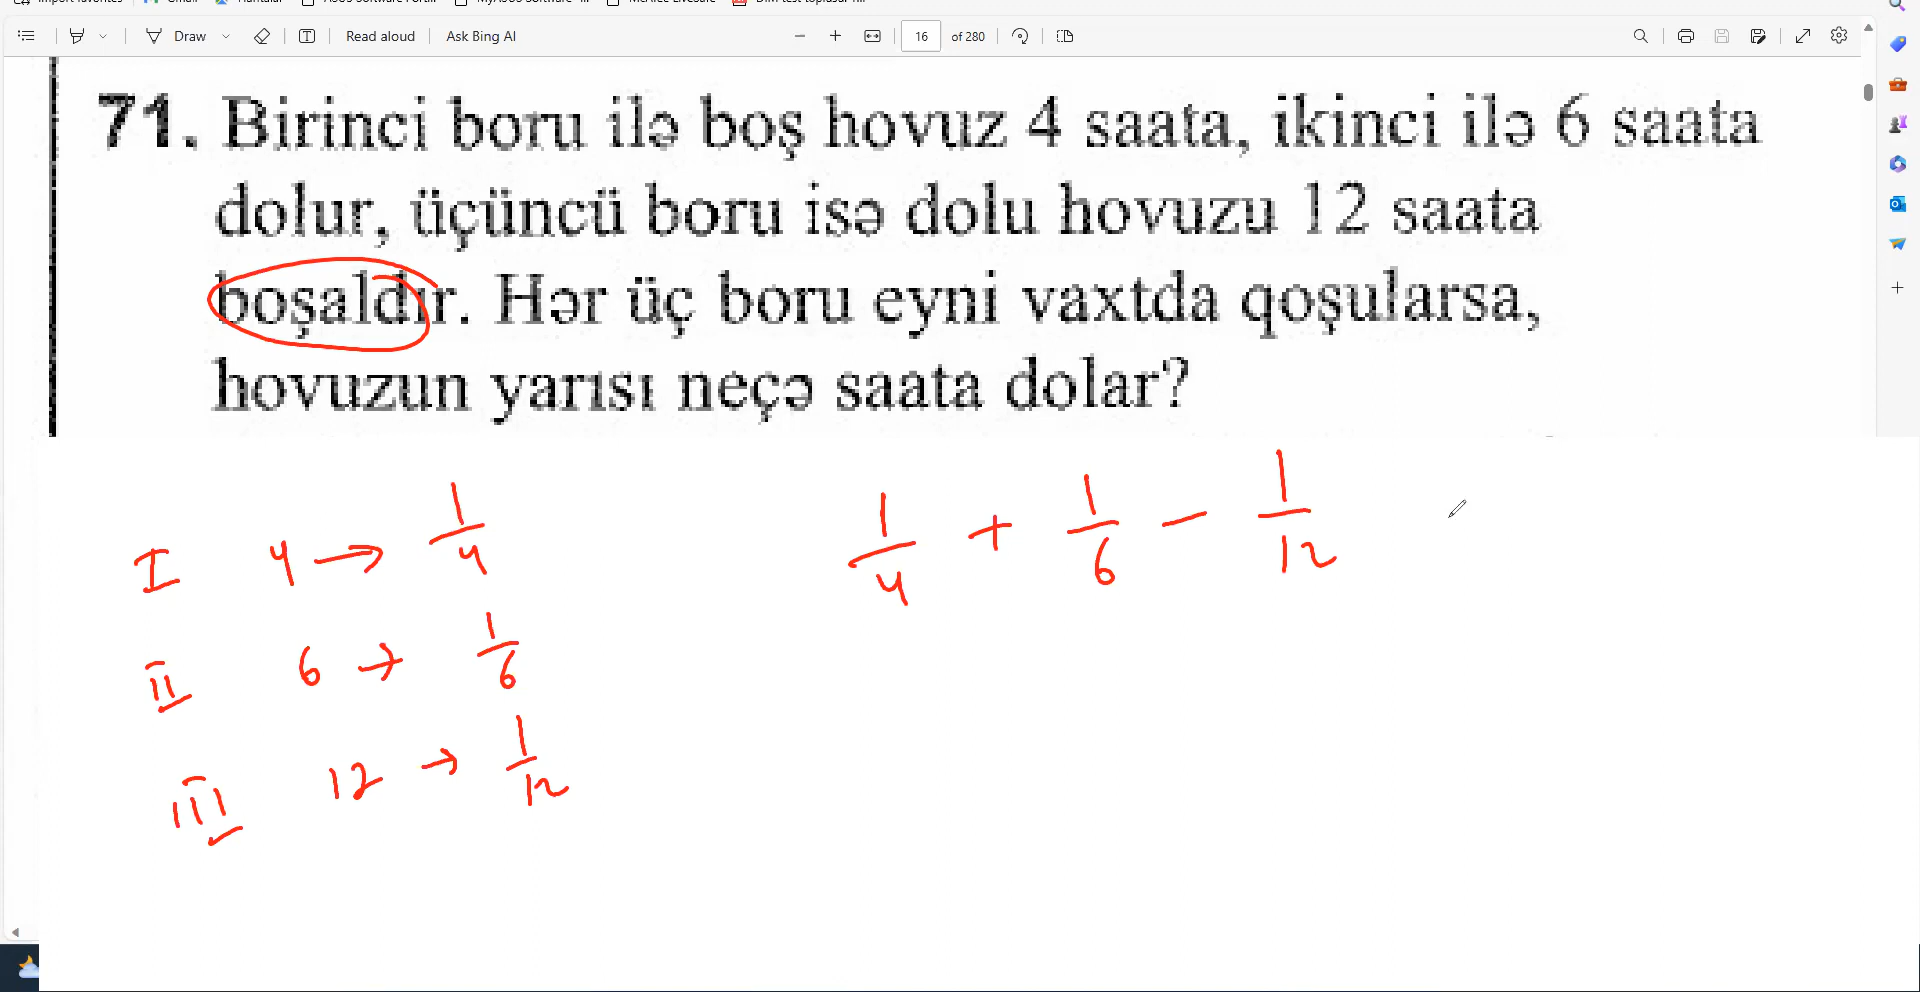 Draw
Read aloud
Ask Bing AI
16 of 280
71. Birinci boru ilə boş hovuz 4 saata, ikinci ilə 6 saata
dolur, üçüncü boru isə dolu hovuzu 12 saata
boşaldır. Hər üç boru eyni vaxtda qoşularsa,
hovuzun yarısı neçə saata dolar?
I 4 → 1/4
II 6 → 1/6
III 12 → 1/12
1/4 + 1/6 − 1/12